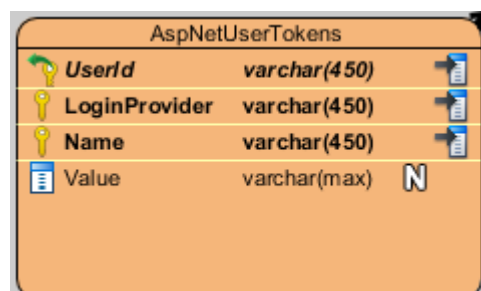 AspNetUserTokens
UserId varchar(450)
LoginProvider varchar(450)
Name varchar(450)
Value varchar(max) N